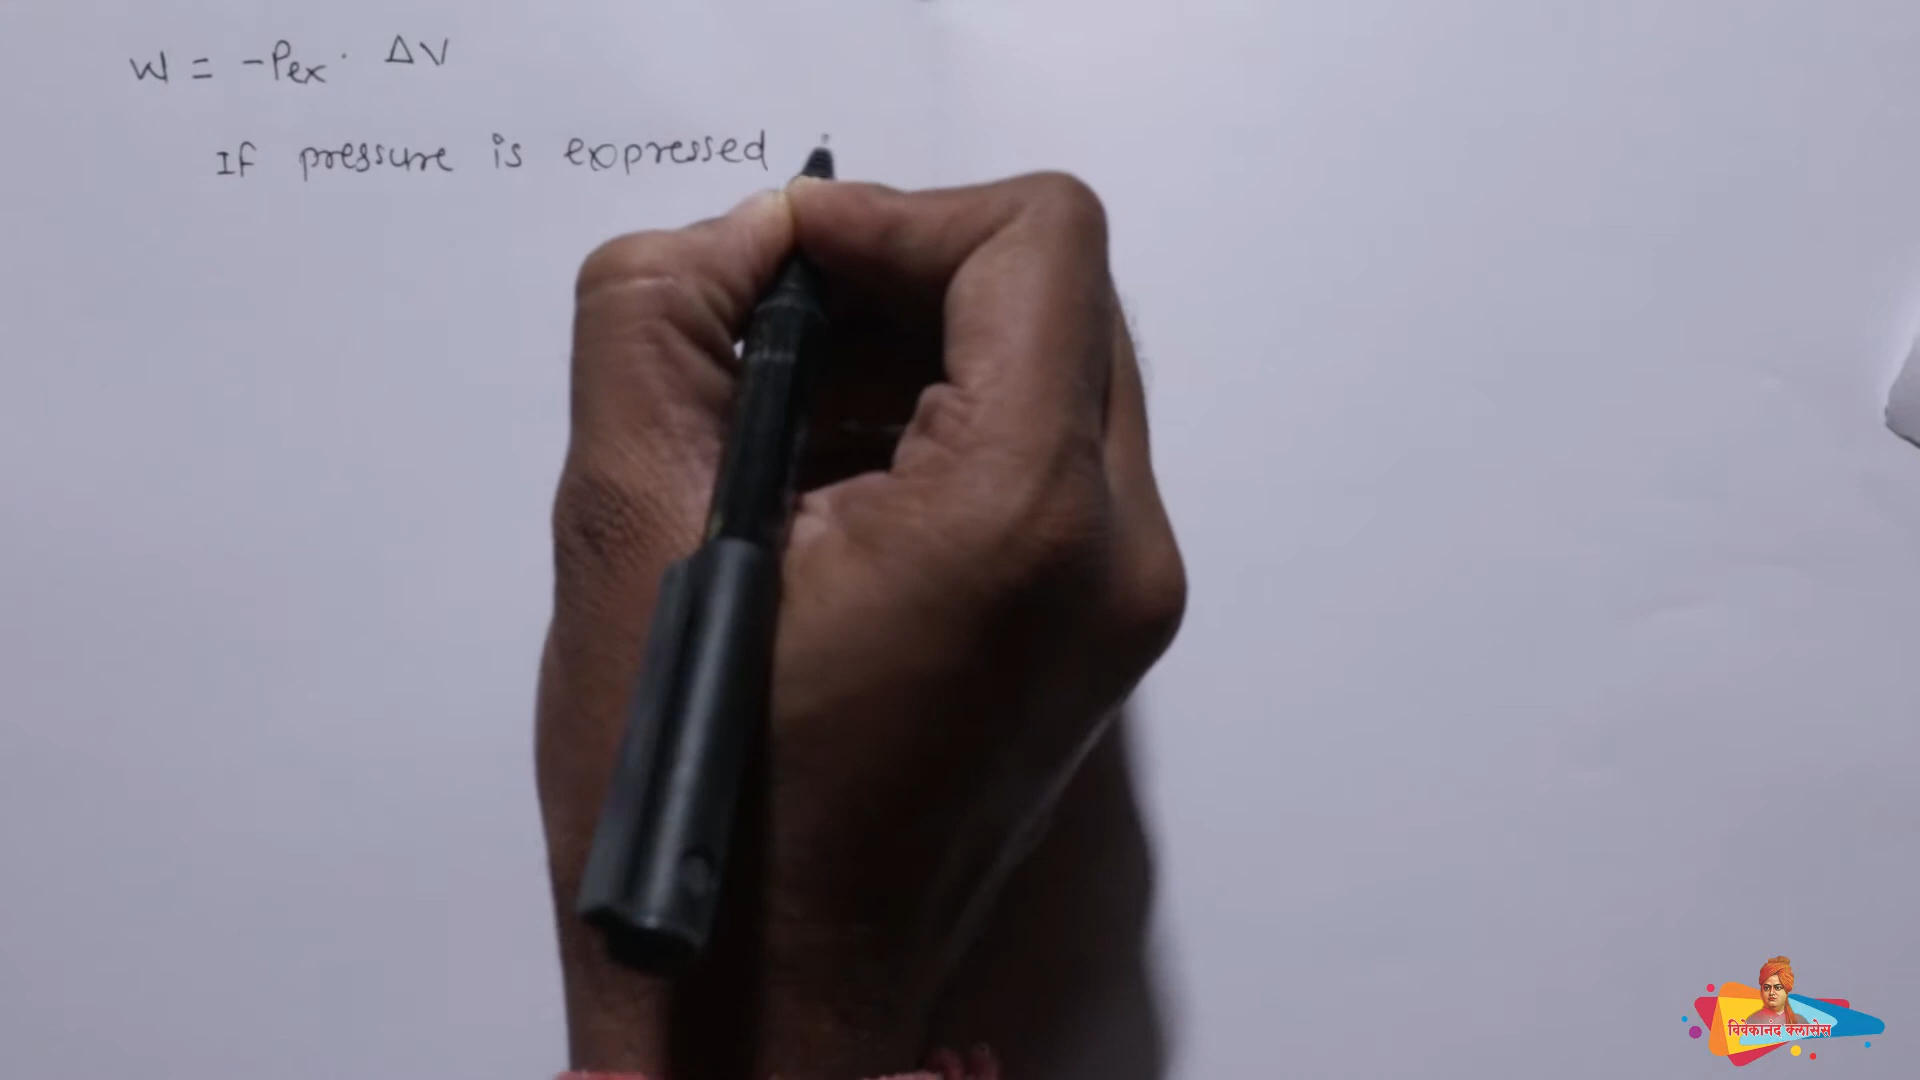 W = -Pex · ΔV
If pressure is expressed
विवेकानंद क्लासेस